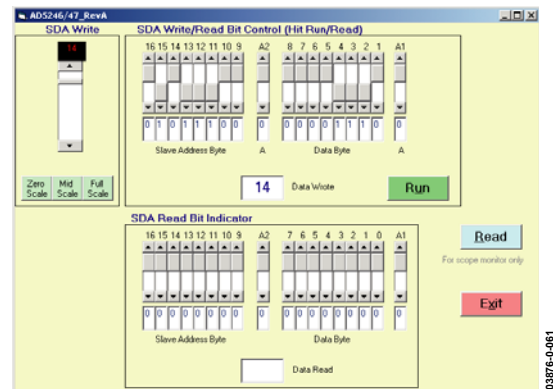 AD5246/47_RevA
SDA Write
SDA Write/Read Bit Control (Hit Run/Read)
14
16 15 14 13 12 11 10 9 A2 8 7 6 5 4 3 2 1 A1
0 1 0 1 1 1 0 0 0 0 0 0 0 1 1 1 0 0
Slave Address Byte A Data Byte A
Zero Scale
Mid Scale
Full Scale
14 Data Wrote
Run
SDA Read Bit Indicator
16 15 14 13 12 11 10 9 A2 7 6 5 4 3 2 1 0 A1
0 0 0 0 0 0 0 0 0 0 0 0 0 0 0 0 0 0
Slave Address Byte Data Byte
Data Read
Read
For scope monitor only
Exit
03876-0-061